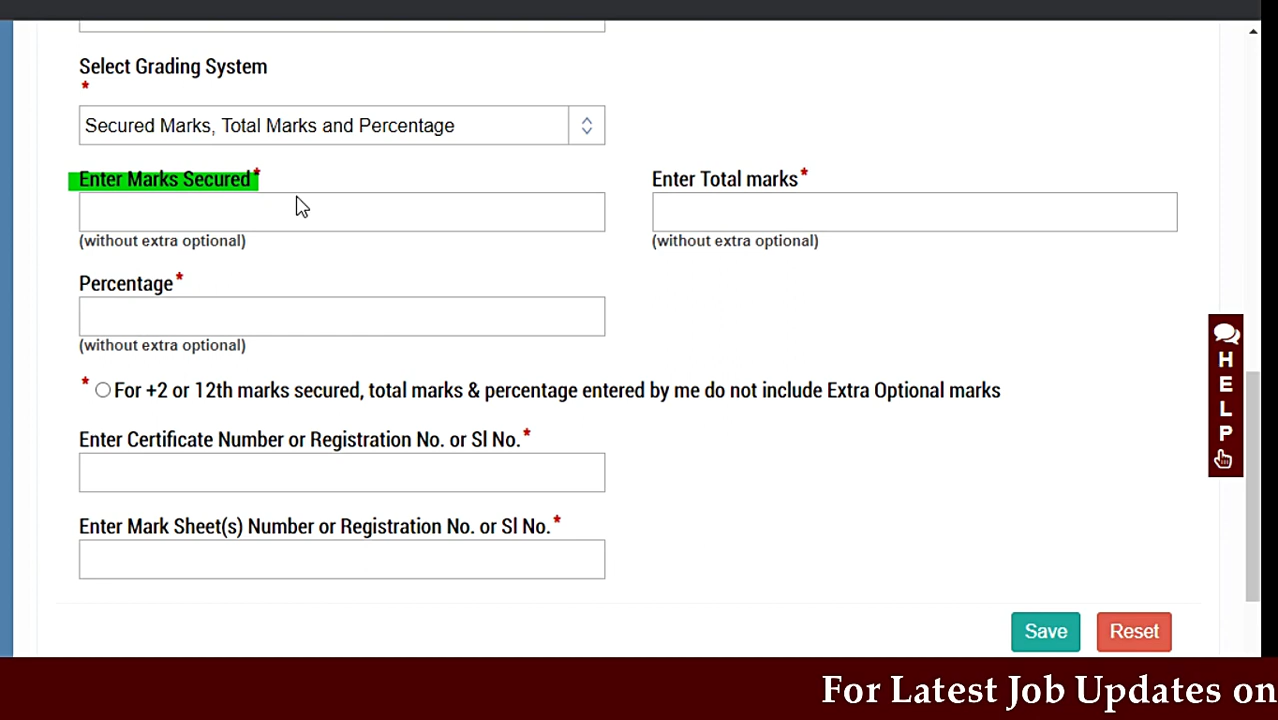 Select Grading System
*
Secured Marks, Total Marks and Percentage
Enter Marks Secured*
Enter Total marks*
(without extra optional)
(without extra optional)
Percentage*
(without extra optional)
* For +2 or 12th marks secured, total marks & percentage entered by me do not include Extra Optional marks
Enter Certificate Number or Registration No. or Sl No.*
Enter Mark Sheet(s) Number or Registration No. or Sl No.*
Save
Reset
HELP
For Latest Job Updates on